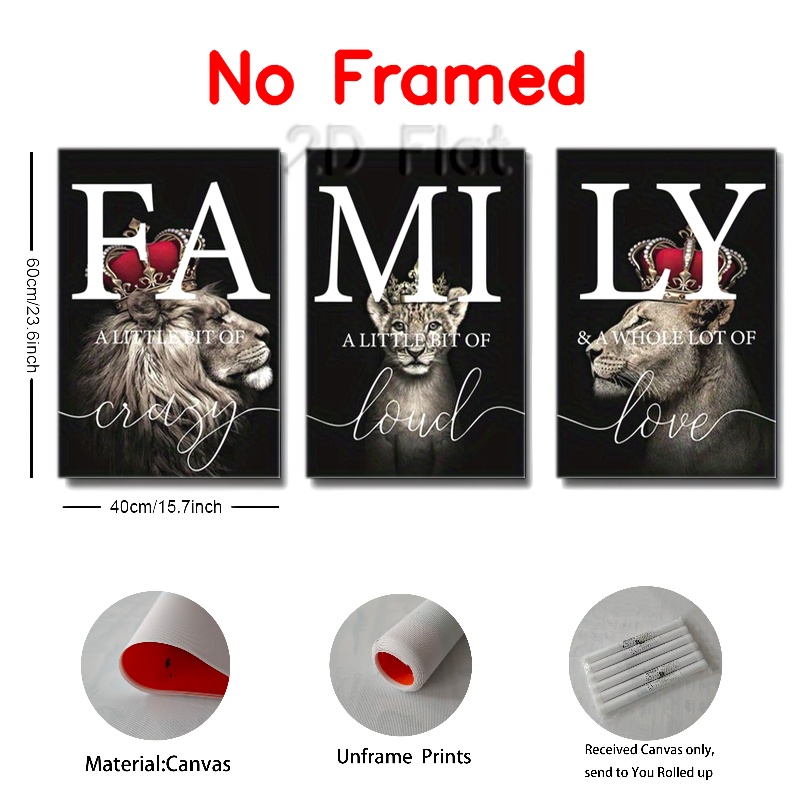 No Framed
2D Flat
FA
A LITTLE BIT OF
crazy
MI
A LITTLE BIT OF
loud
LY
& A WHOLE LOT OF
love
60cm/23.6inch
40cm/15.7inch
Material:Canvas
Unframe Prints
Received Canvas only,
send to You Rolled up